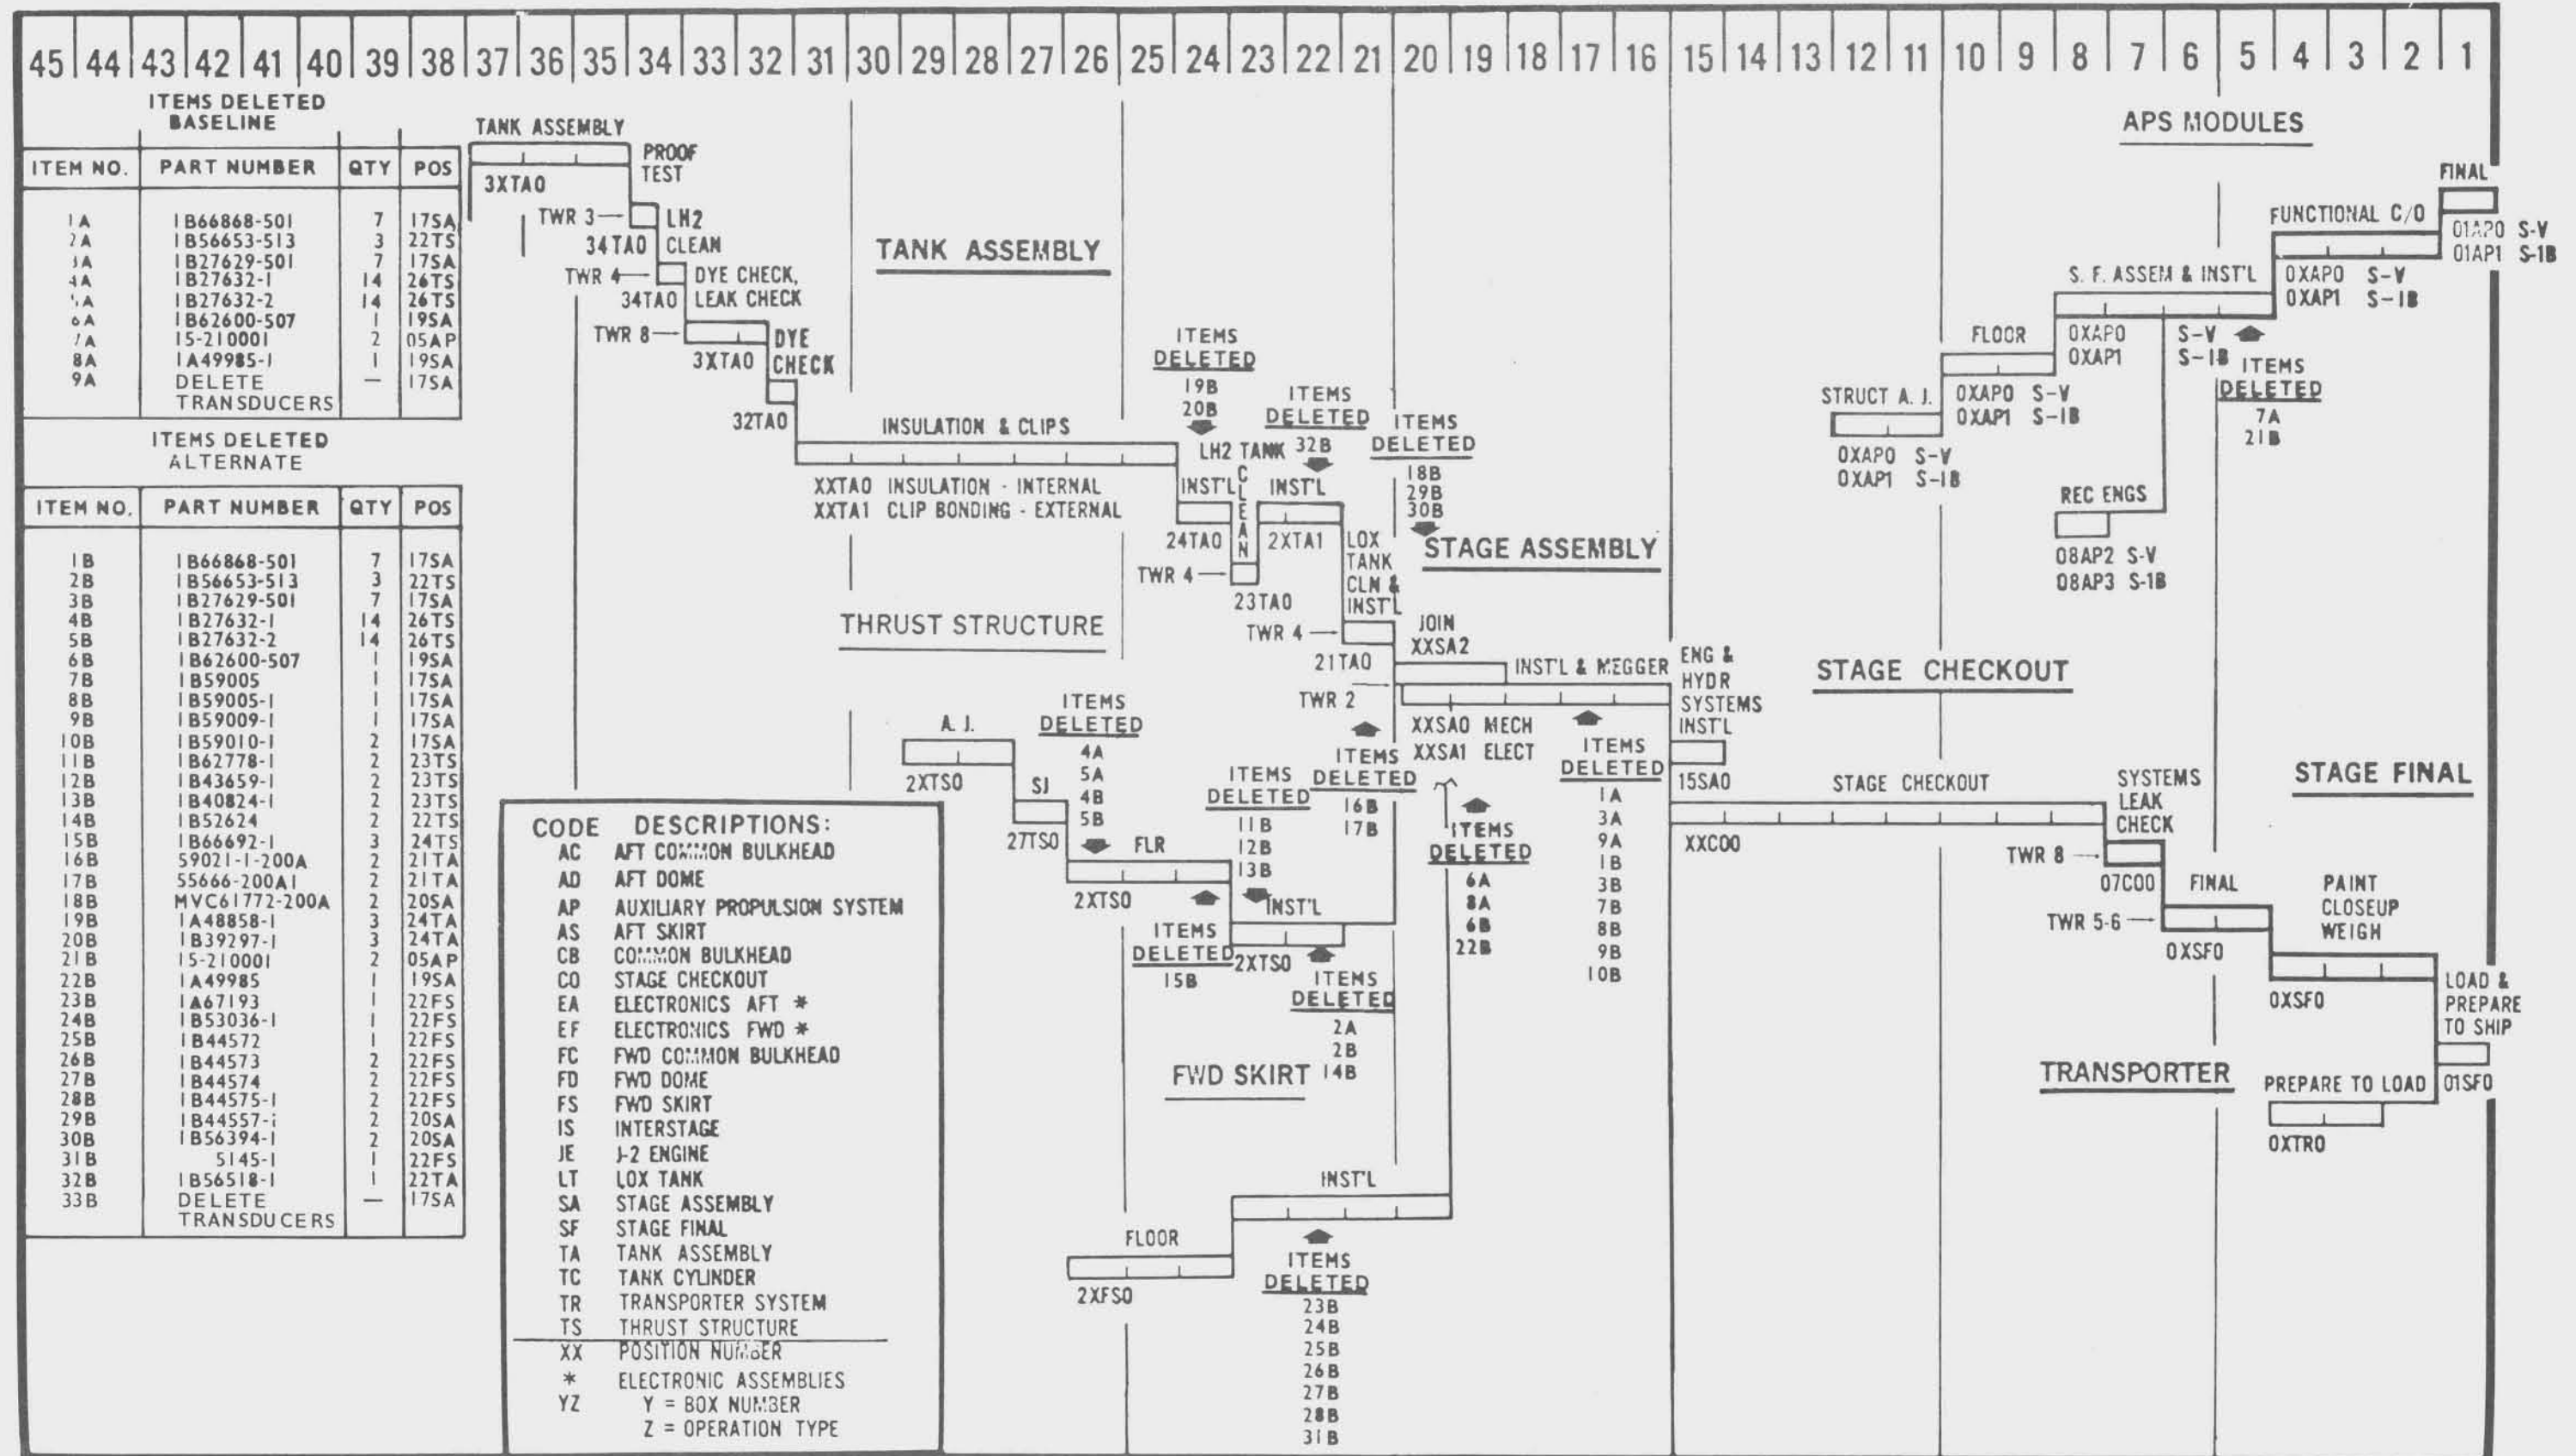 45 44 43 42 41 40 39 38 37 36 35 34 33 32 31 30 29 28 27 26 25 24 23 22 21 20 19 18 17 16 15 14 13 12 11 10 9 8 7 6 5 4 3 2 1
ITEMS DELETED
BASELINE
ITEM NO. PART NUMBER QTY POS
1A 1B66868-501 7 17SA
2A 1B56653-513 3 22TS
3A 1B27629-501 7 17SA
4A 1B27632-1 14 26TS
5A 1B27632-2 14 26TS
6A 1B62600-507 1 19SA
7A 15-210001 2 05AP
8A 1A49985-1 1 19SA
9A DELETE — 17SA
TRANSDUCERS
ITEMS DELETED
ALTERNATE
ITEM NO. PART NUMBER QTY POS
1B 1B66868-501 7 17SA
2B 1B56653-513 3 22TS
3B 1B27629-501 7 17SA
4B 1B27632-1 14 26TS
5B 1B27632-2 14 26TS
6B 1B62600-507 1 19SA
7B 1B59005 1 17SA
8B 1B59005-1 1 17SA
9B 1B59009-1 1 17SA
10B 1B59010-1 2 17SA
11B 1B62778-1 2 23TS
12B 1B43659-1 2 23TS
13B 1B40824-1 2 23TS
14B 1B52624 2 22TS
15B 1B66692-1 3 24TS
16B 59021-1-200A 2 21TA
17B 55666-200A1 2 21TA
18B MVC61772-200A 2 20SA
19B 1A48858-1 3 24TA
20B 1B39297-1 3 24TA
21B 15-210001 2 05AP
22B 1A49985 1 19SA
23B 1A67193 1 22FS
24B 1B53036-1 1 22FS
25B 1B44572 1 22FS
26B 1B44573 2 22FS
27B 1B44574 2 22FS
28B 1B44575-1 2 22FS
29B 1B44557-1 2 20SA
30B 1B56394-1 2 20SA
31B 5145-1 1 22FS
32B 1B56518-1 1 22TA
33B DELETE — 17SA
TRANSDUCERS
TANK ASSEMBLY
3XTA0
PROOF
TEST
TWR 3
34TA0
LH2
CLEAN
TWR 4
34TA0
DYE CHECK,
LEAK CHECK
TWR 8
3XTA0
DYE
CHECK
32TA0
TANK ASSEMBLY
INSULATION & CLIPS
XXTA0 INSULATION - INTERNAL
XXTA1 CLIP BONDING - EXTERNAL
ITEMS
DELETED
19B
20B
LH2 TANK
INST'L
24TA0
CLEAN
TWR 4
23TA0
ITEMS
DELETED
32B
INST'L
2XTA1
LOX
TANK
CLN &
INST'L
TWR 4
21TA0
ITEMS
DELETED
18B
29B
30B
STAGE ASSEMBLY
JOIN
XXSA2
INST'L & MEGGER
TWR 2
XXSA0 MECH
XXSA1 ELECT
ENG &
HYDR
SYSTEMS
INST'L
15SA0
THRUST STRUCTURE
A. J.
2XTS0
SJ
27TS0
ITEMS
DELETED
4A
5A
4B
5B
FLR
2XTS0
ITEMS
DELETED
15B
ITEMS
DELETED
11B
12B
13B
INST'L
2XTS0
ITEMS
DELETED
2A
2B
14B
ITEMS
DELETED
16B
17B
ITEMS
DELETED
6A
8A
6B
22B
ITEMS
DELETED
1A
3A
9A
1B
3B
7B
8B
9B
10B
FWD SKIRT
FLOOR
2XFS0
INST'L
ITEMS
DELETED
23B
24B
25B
26B
27B
28B
31B
CODE DESCRIPTIONS:
AC AFT COMMON BULKHEAD
AD AFT DOME
AP AUXILIARY PROPULSION SYSTEM
AS AFT SKIRT
CB COMMON BULKHEAD
CO STAGE CHECKOUT
EA ELECTRONICS AFT *
EF ELECTRONICS FWD *
FC FWD COMMON BULKHEAD
FD FWD DOME
FS FWD SKIRT
IS INTERSTAGE
JE J-2 ENGINE
LT LOX TANK
SA STAGE ASSEMBLY
SF STAGE FINAL
TA TANK ASSEMBLY
TC TANK CYLINDER
TR TRANSPORTER SYSTEM
TS THRUST STRUCTURE
XX POSITION NUMBER
* ELECTRONIC ASSEMBLIES
YZ Y = BOX NUMBER
Z = OPERATION TYPE
APS MODULES
STRUCT A. J.
0XAP0 S-V
0XAP1 S-1B
FLOOR
0XAP0 S-V
0XAP1 S-1B
S. F. ASSEM & INST'L
0XAP0 S-V
0XAP1 S-1B
REC ENGS
08AP2 S-V
08AP3 S-1B
ITEMS
DELETED
7A
21B
FUNCTIONAL C/O
0XAP0 S-V
0XAP1 S-1B
FINAL
01AP0 S-V
01AP1 S-1B
STAGE CHECKOUT
STAGE CHECKOUT
XXCO0
SYSTEMS
LEAK
CHECK
TWR 8
07CO0
STAGE FINAL
FINAL
TWR 5-6
0XSF0
PAINT
CLOSEUP
WEIGH
0XSF0
LOAD &
PREPARE
TO SHIP
01SF0
TRANSPORTER
PREPARE TO LOAD
0XTR0